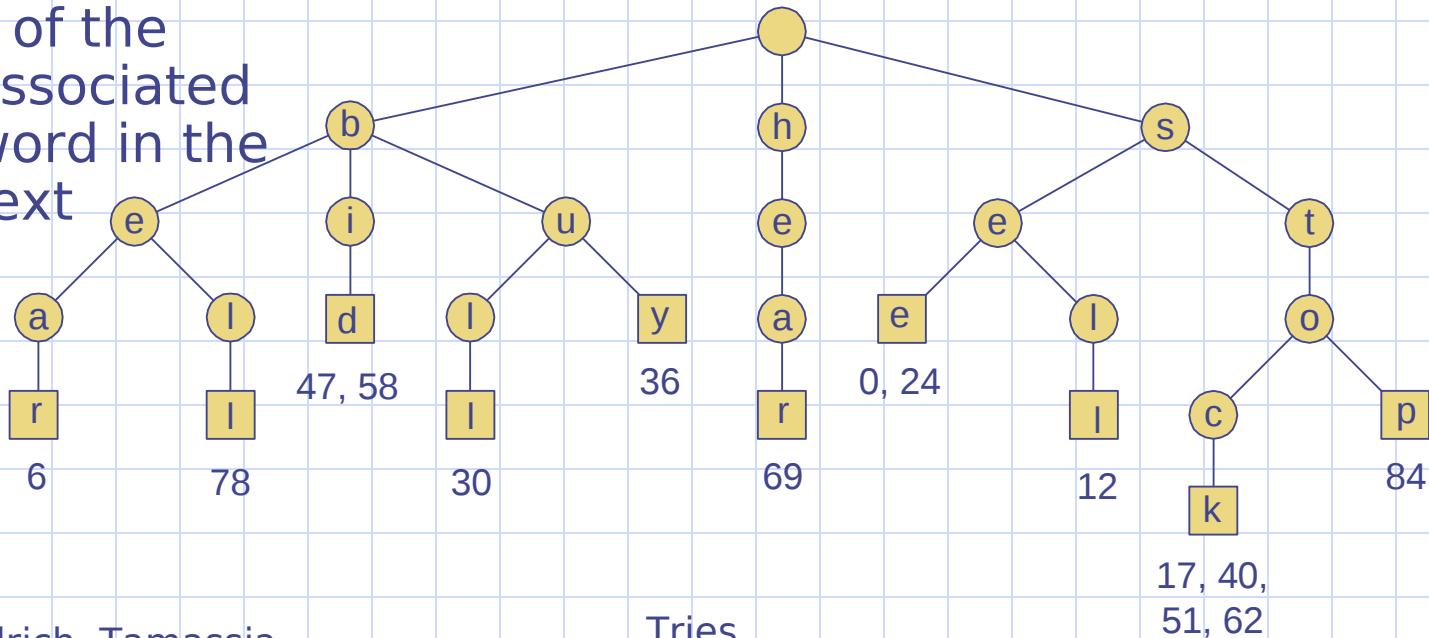 of the
ssociated
word in the
ext
b h s
e i u e e t
a l d l y a e l o
47, 58 36 0, 24
r l l r l c p
6 78 30 69 12 84
k
17, 40,
51, 62
Tamassia
Tries